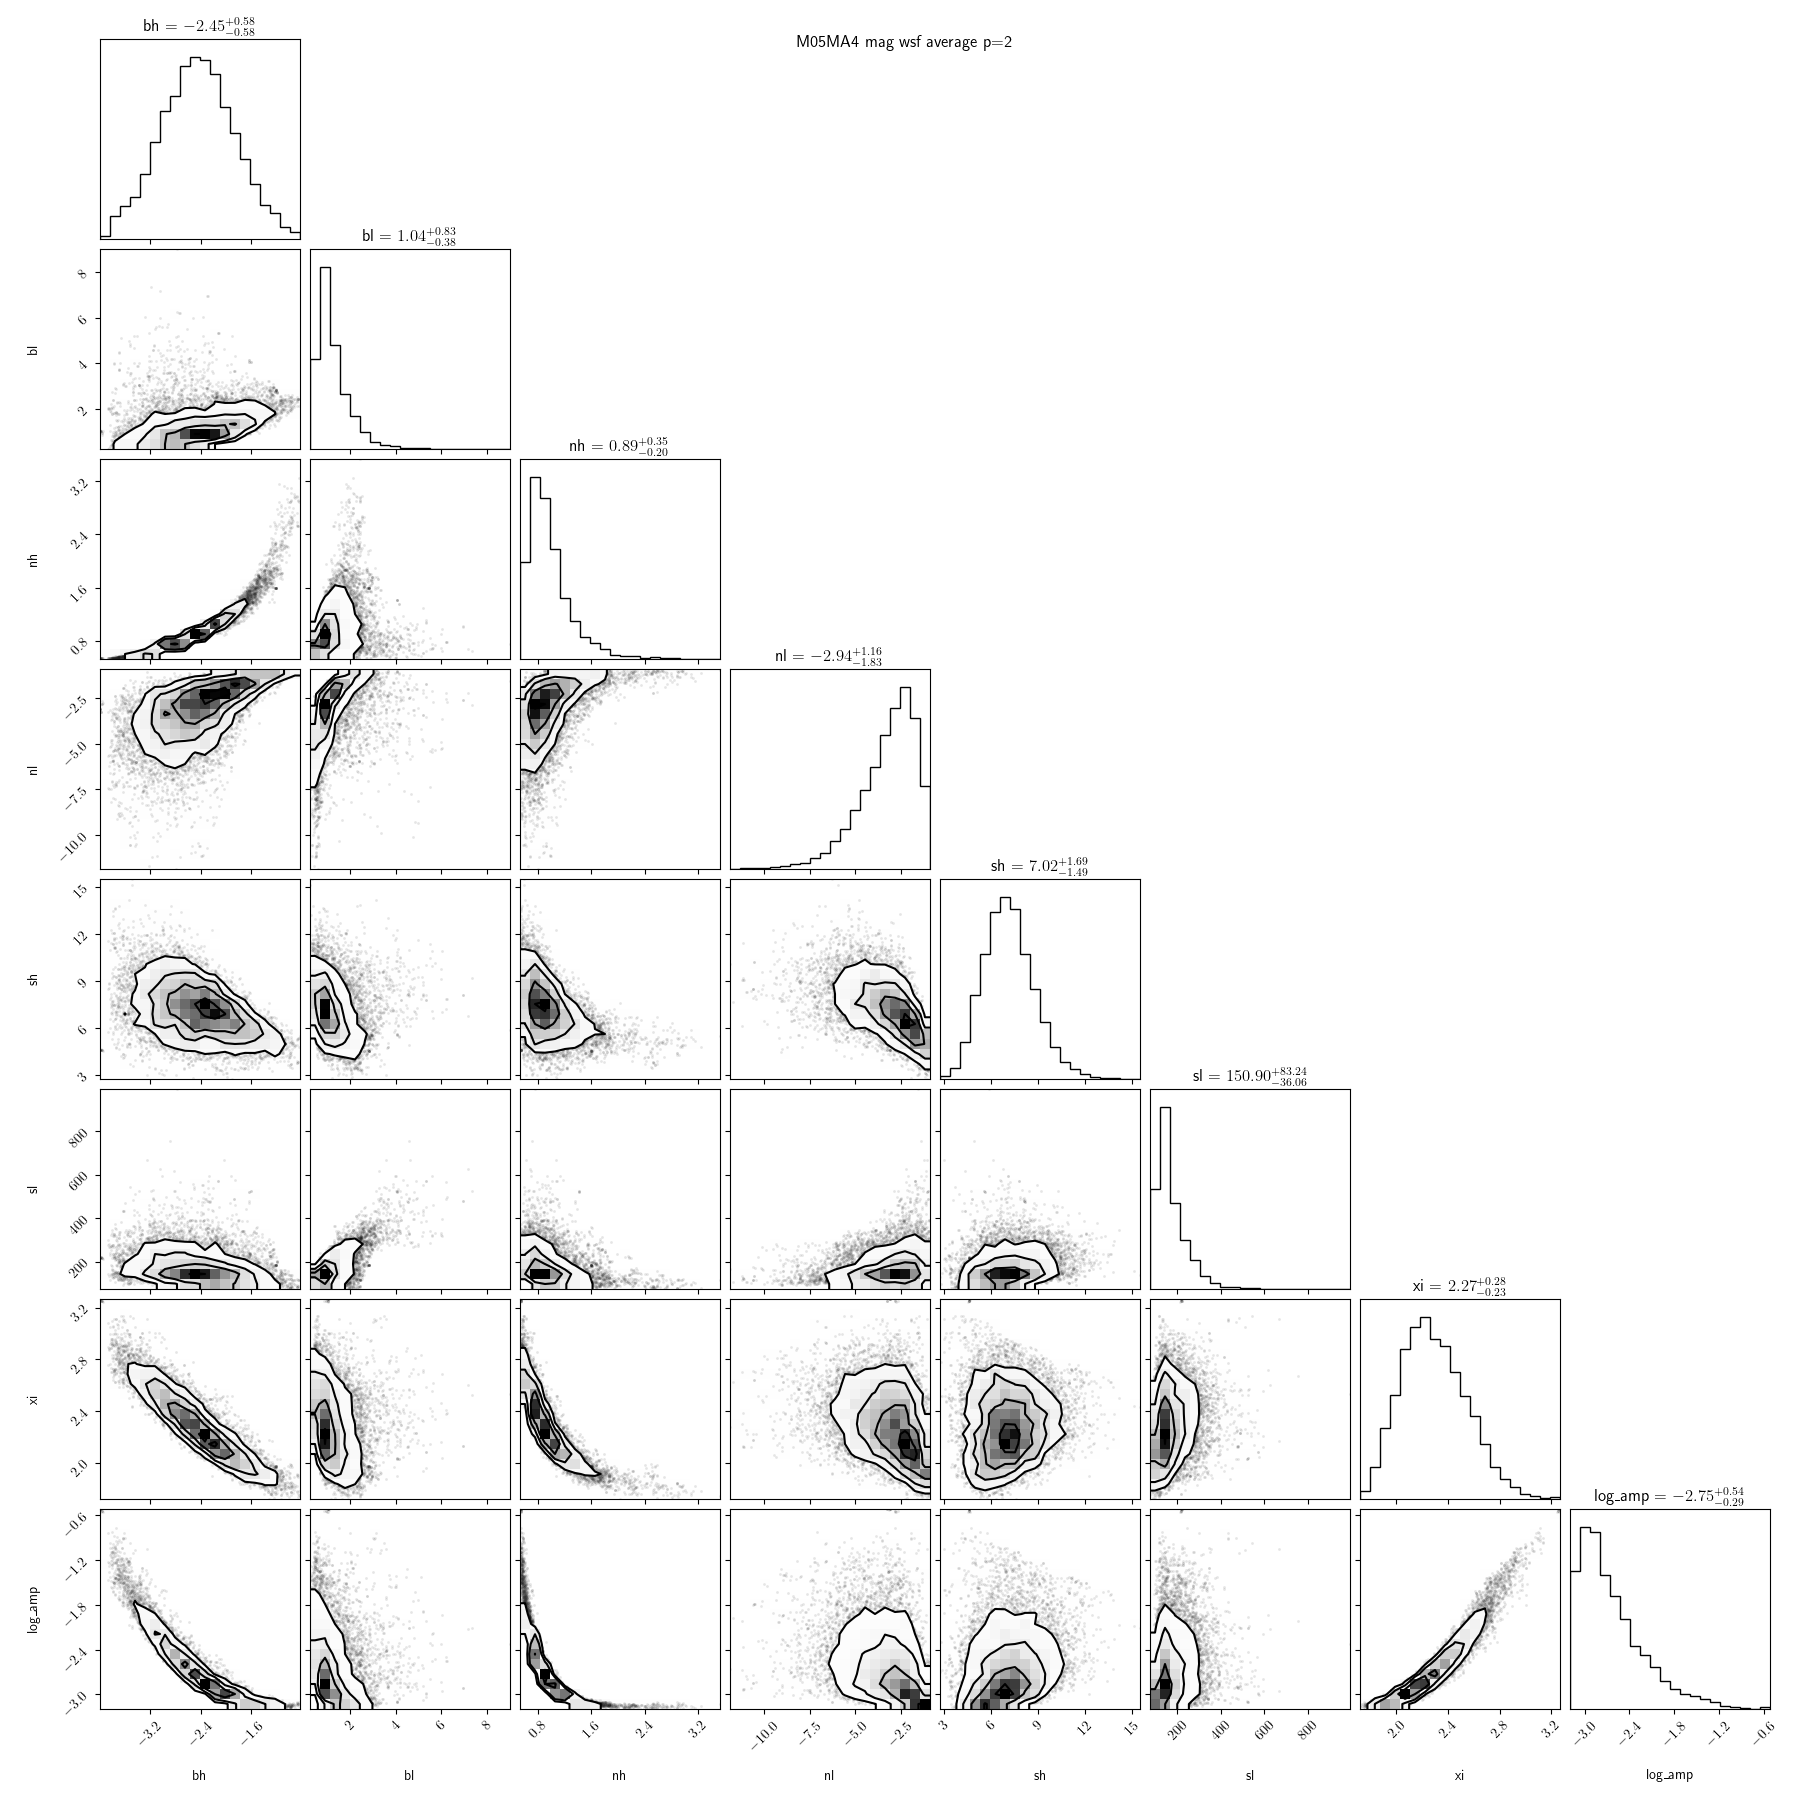 bh = −2.45+0.58 −0.58
M05MA4 mag wsf average p=2
bl = 1.04+0.83 −0.38
8
6
4
2
bl
nh = 0.89+0.35 −0.20
3.2
2.4
1.6
0.8
nh
nl = −2.94+1.16 −1.83
−2.5
−5.0
−7.5
−10.0
nl
sh = 7.02+1.69 −1.49
15
12
9
6
3
sh
sl = 150.90+83.24 −36.06
800
600
400
200
sl
xi = 2.27+0.28 −0.23
3.2
2.8
2.4
2.0
xi
log_amp = −2.75+0.54 −0.29
−0.6
−1.2
−1.8
−2.4
−3.0
log_amp
−3.2 −2.4 −1.6 2 4 6 8 0.8 1.6 2.4 3.2 −10.0 −7.5 −5.0 −2.5 3 6 9 12 15 200 400 600 800 2.0 2.4 2.8 3.2 −3.0 −2.4 −1.8 −1.2 −0.6
bh bl nh nl sh sl xi log_amp